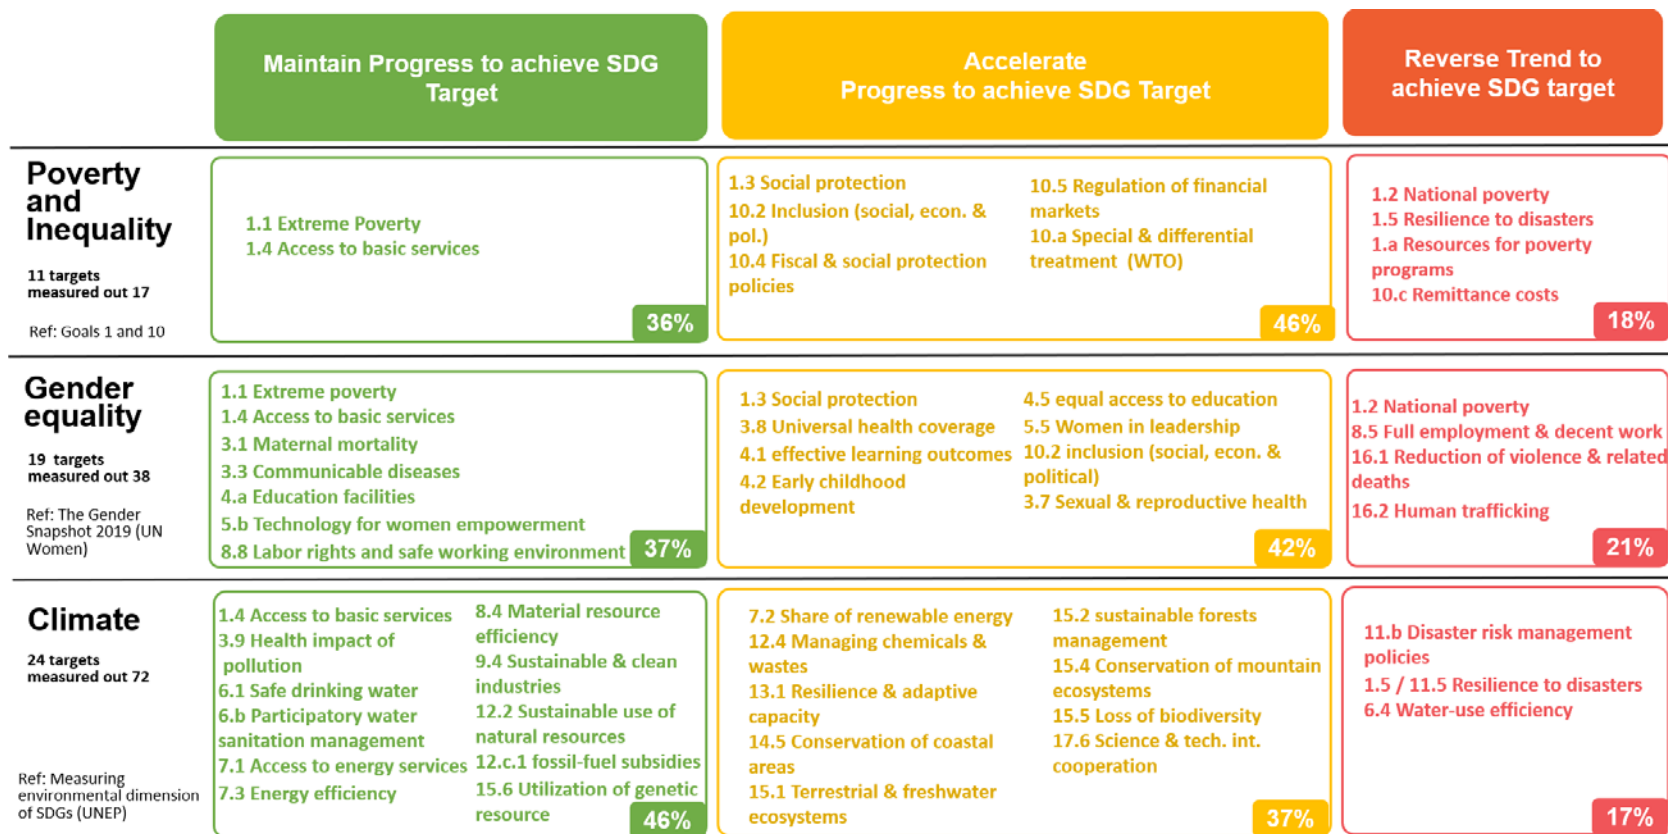 Maintain Progress to achieve SDG
Target
Accelerate
Progress to achieve SDG Target
Reverse Trend to
achieve SDG target
Poverty
and
Inequality
11 targets
measured out 17
Ref: Goals 1 and 10
1.1 Extreme Poverty
1.4 Access to basic services
36%
1.3 Social protection
10.2 Inclusion (social, econ. &
pol.)
10.4 Fiscal & social protection
policies
10.5 Regulation of financial
markets
10.a Special & differential
treatment (WTO)
46%
1.2 National poverty
1.5 Resilience to disasters
1.a Resources for poverty
programs
10.c Remittance costs
18%
Gender
equality
19 targets
measured out 38
Ref: The Gender
Snapshot 2019 (UN
Women)
1.1 Extreme poverty
1.4 Access to basic services
3.1 Maternal mortality
3.3 Communicable diseases
4.a Education facilities
5.b Technology for women empowerment
8.8 Labor rights and safe working environment
37%
1.3 Social protection
3.8 Universal health coverage
4.1 effective learning outcomes
4.2 Early childhood
development
4.5 equal access to education
5.5 Women in leadership
10.2 inclusion (social, econ. &
political)
3.7 Sexual & reproductive health
42%
1.2 National poverty
8.5 Full employment & decent work
16.1 Reduction of violence & related
deaths
16.2 Human trafficking
21%
Climate
24 targets
measured out 72
Ref: Measuring
environmental dimension
of SDGs (UNEP)
1.4 Access to basic services
3.9 Health impact of
pollution
6.1 Safe drinking water
6.b Participatory water
sanitation management
7.1 Access to energy services
7.3 Energy efficiency
8.4 Material resource
efficiency
9.4 Sustainable & clean
industries
12.2 Sustainable use of
natural resources
12.c.1 fossil-fuel subsidies
15.6 Utilization of genetic
resource
46%
7.2 Share of renewable energy
12.4 Managing chemicals &
wastes
13.1 Resilience & adaptive
capacity
14.5 Conservation of coastal
areas
15.1 Terrestrial & freshwater
ecosystems
15.2 sustainable forests
management
15.4 Conservation of mountain
ecosystems
15.5 Loss of biodiversity
17.6 Science & tech. int.
cooperation
37%
11.b Disaster risk management
policies
1.5 / 11.5 Resilience to disasters
6.4 Water-use efficiency
17%